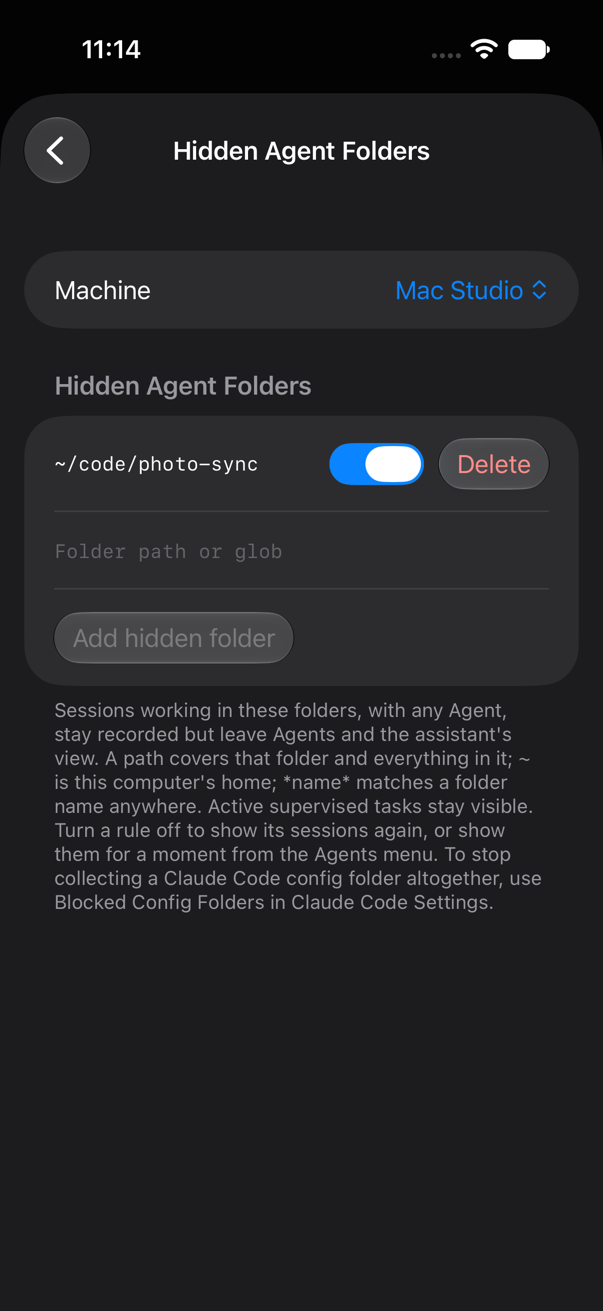 11:14
Hidden Agent Folders
Machine
Mac Studio
Hidden Agent Folders
~/code/photo-sync
Delete
Folder path or glob
Add hidden folder
Sessions working in these folders, with any Agent,
stay recorded but leave Agents and the assistant's
view. A path covers that folder and everything in it; ~
is this computer's home; *name* matches a folder
name anywhere. Active supervised tasks stay visible.
Turn a rule off to show its sessions again, or show
them for a moment from the Agents menu. To stop
collecting a Claude Code config folder altogether, use
Blocked Config Folders in Claude Code Settings.